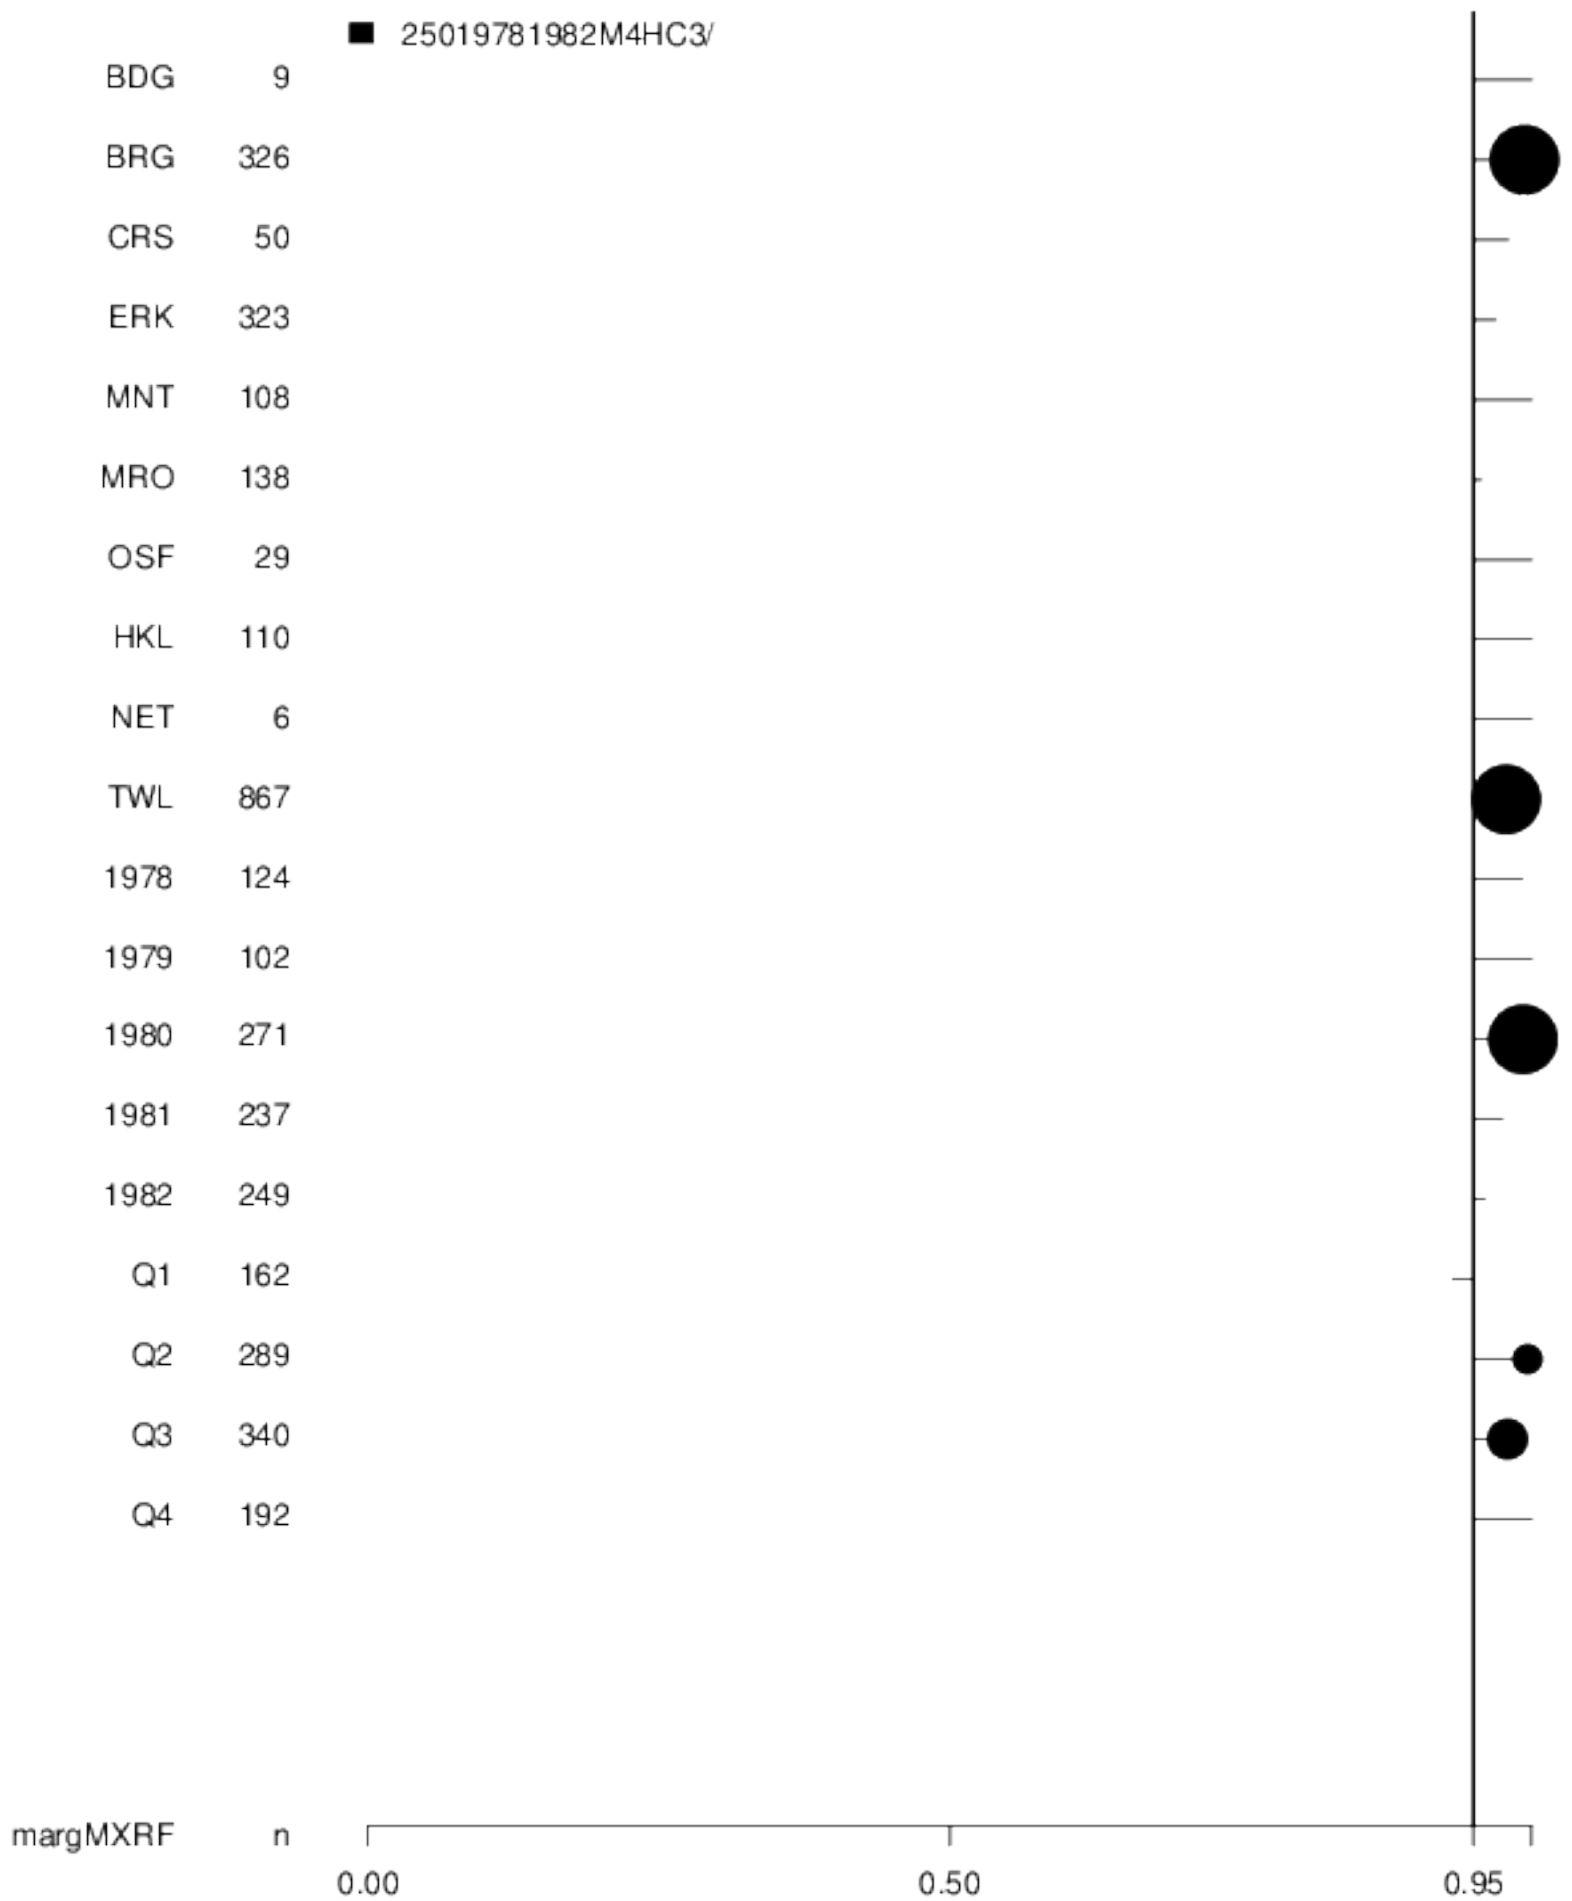 25019781982M4HC3/
BDG 9
BRG 326
CRS 50
ERK 323
MNT 108
MRO 138
OSF 29
HKL 110
NET 6
TWL 867
1978 124
1979 102
1980 271
1981 237
1982 249
Q1 162
Q2 289
Q3 340
Q4 192
margMXRF n
0.00 0.50 0.95